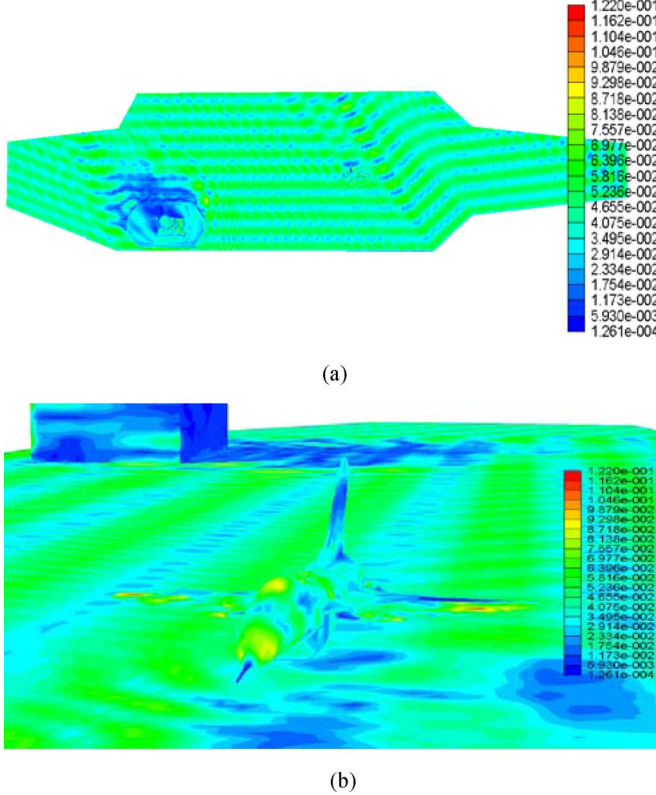 1.220e-001
1.162e-001
1.104e-001
1.046e-001
9.879e-002
9.298e-002
8.718e-002
8.138e-002
7.557e-002
6.977e-002
6.396e-002
5.816e-002
5.236e-002
4.655e-002
4.075e-002
3.495e-002
2.914e-002
2.334e-002
1.754e-002
1.173e-002
5.930e-003
1.261e-004
(a)
1.220e-001
1.162e-001
1.104e-001
1.046e-001
9.879e-002
9.298e-002
8.718e-002
8.138e-002
7.557e-002
6.977e-002
6.396e-002
5.816e-002
5.236e-002
4.655e-002
4.075e-002
3.495e-002
2.914e-002
2.334e-002
1.754e-002
1.173e-002
5.930e-003
1.261e-004
(b)